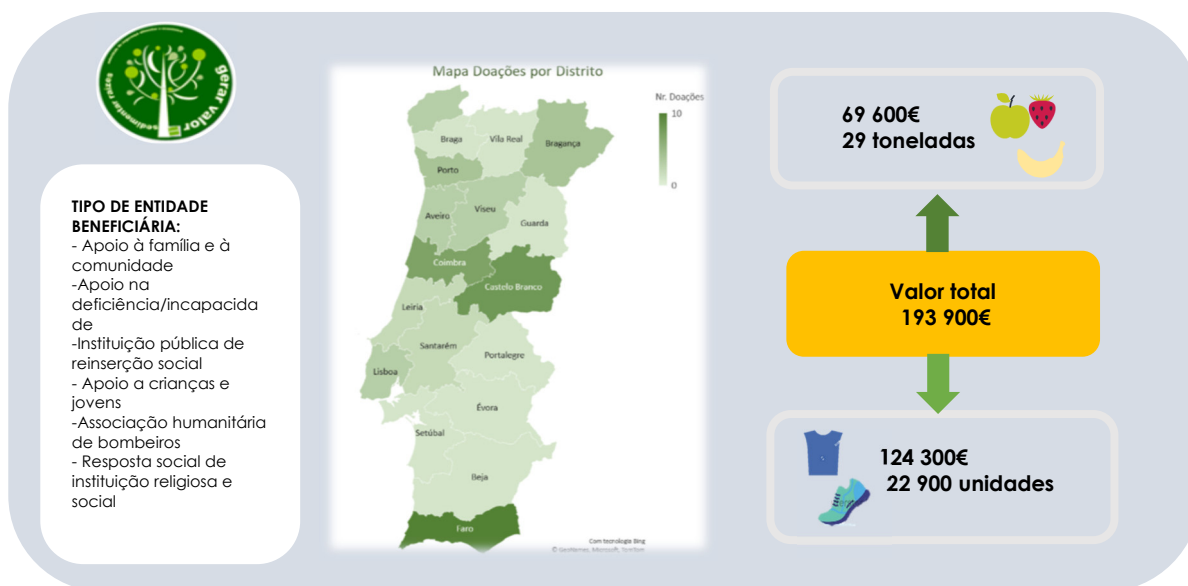 gerar valor
TIPO DE ENTIDADE
BENEFICIÁRIA:
- Apoio à família e à
comunidade
-Apoio na
deficiência/incapacida
de
-Instituição pública de
reinserção social
- Apoio a crianças e
jovens
-Associação humanitária
de bombeiros
- Resposta social de
instituição religiosa e
social
Mapa Doações por Distrito
Nr. Doações
10
0
Braga
Vila Real
Bragança
Porto
Aveiro
Viseu
Guarda
Coimbra
Castelo Branco
Leiria
Santarém
Portalegre
Lisboa
Évora
Setúbal
Beja
Faro
Com tecnologia Bing
© GeoNames, Microsoft, TomTom
69 600€
29 toneladas
Valor total
193 900€
124 300€
22 900 unidades